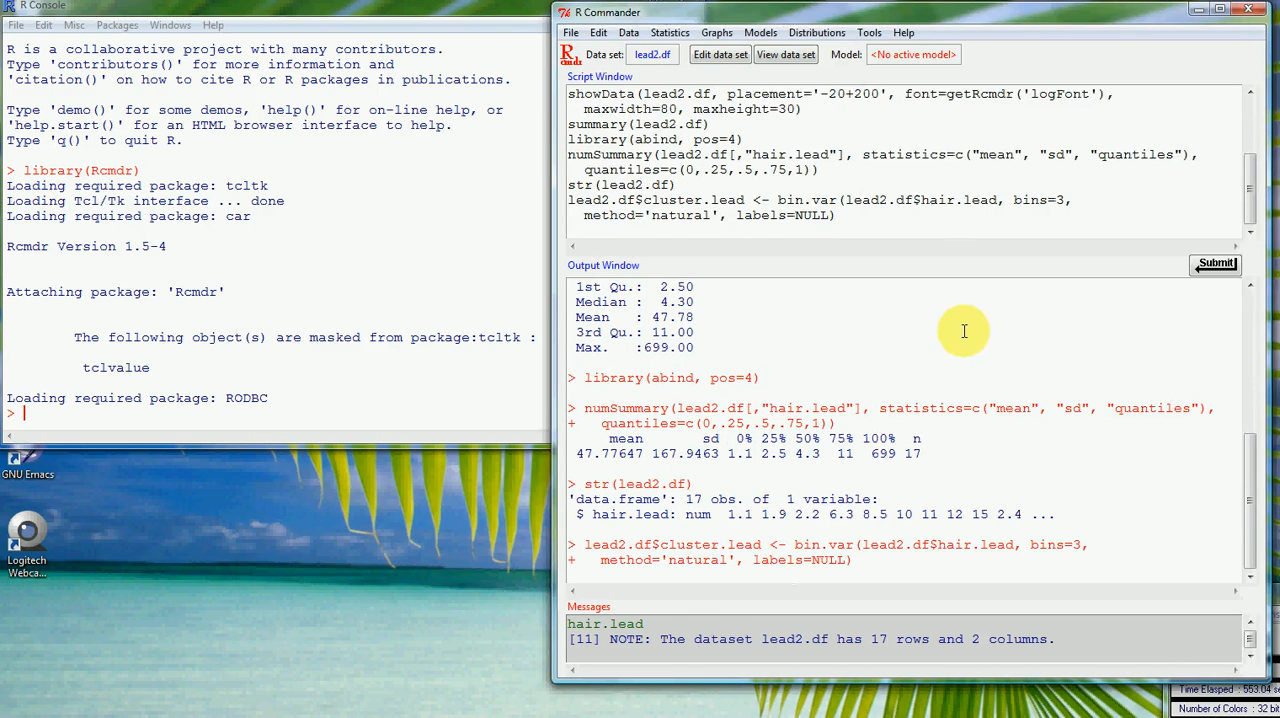 R Console
File Edit Misc Packages Windows Help
R is a collaborative project with many contributors.
Type 'contributors()' for more information and
'citation()' on how to cite R or R packages in publications.
Type 'demo()' for some demos, 'help()' for on-line help, or
'help.start()' for an HTML browser interface to help.
Type 'q()' to quit R.
> library(Rcmdr)
Loading required package: tcltk
Loading Tcl/Tk interface ... done
Loading required package: car
Rcmdr Version 1.5-4
Attaching package: 'Rcmdr'
The following object(s) are masked from package:tcltk :
tclvalue
Loading required package: RODBC
>
GNU Emacs
Logitech
Webca...
R Commander
File Edit Data Statistics Graphs Models Distributions Tools Help
R cmdr Data set: lead2.df Edit data set View data set Model: <No active model>
Script Window
showData(lead2.df, placement='-20+200', font=getRcmdr('logFont'),
maxwidth=80, maxheight=30)
summary(lead2.df)
library(abind, pos=4)
numSummary(lead2.df[,"hair.lead"], statistics=c("mean", "sd", "quantiles"),
quantiles=c(0,.25,.5,.75,1))
str(lead2.df)
lead2.df$cluster.lead <- bin.var(lead2.df$hair.lead, bins=3,
method='natural', labels=NULL)
Output Window
Submit
1st Qu.: 2.50
Median : 4.30
Mean : 47.78
3rd Qu.: 11.00
Max. :699.00
> library(abind, pos=4)
> numSummary(lead2.df[,"hair.lead"], statistics=c("mean", "sd", "quantiles"),
+ quantiles=c(0,.25,.5,.75,1))
mean sd 0% 25% 50% 75% 100% n
47.77647 167.9463 1.1 2.5 4.3 11 699 17
> str(lead2.df)
'data.frame': 17 obs. of 1 variable:
$ hair.lead: num 1.1 1.9 2.2 6.3 8.5 10 11 12 15 2.4 ...
> lead2.df$cluster.lead <- bin.var(lead2.df$hair.lead, bins=3,
+ method='natural', labels=NULL)
Messages
hair.lead
[11] NOTE: The dataset lead2.df has 17 rows and 2 columns.
Time Elasped : 553.04 se
Number of Colors : 32 bit